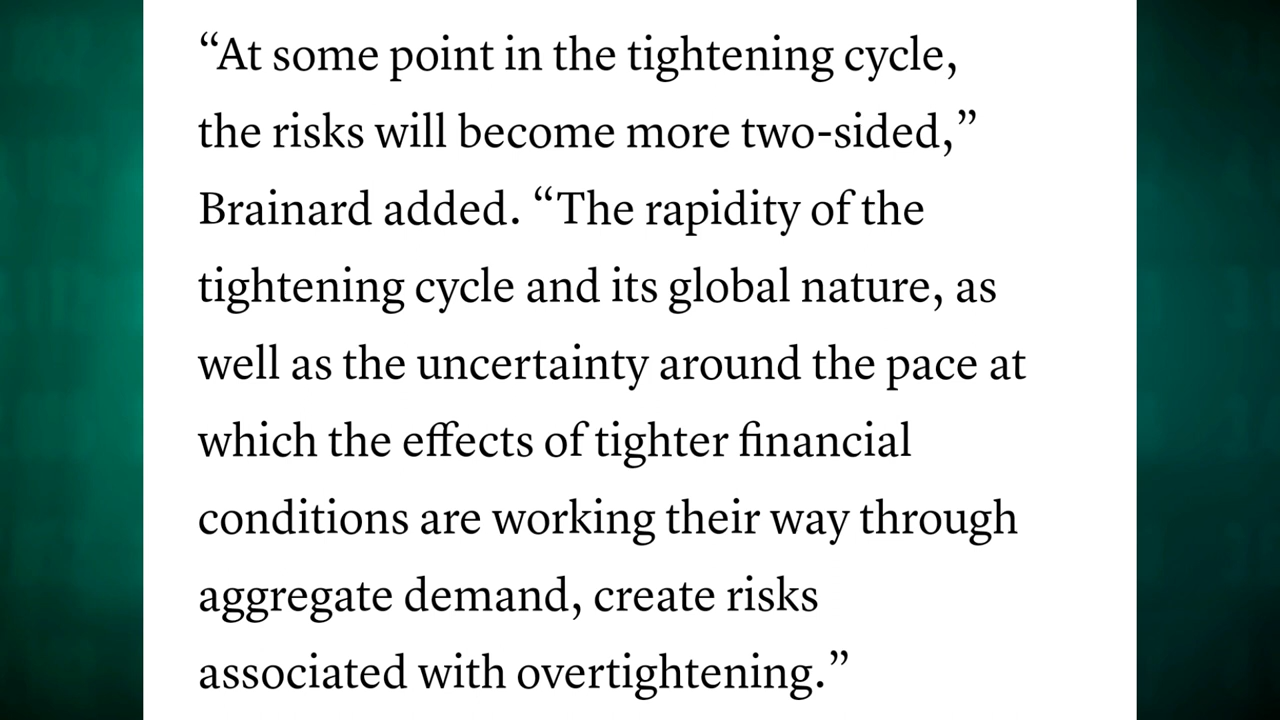 “At some point in the tightening cycle,
the risks will become more two-sided,”
Brainard added. “The rapidity of the
tightening cycle and its global nature, as
well as the uncertainty around the pace at
which the effects of tighter financial
conditions are working their way through
aggregate demand, create risks
associated with overtightening.”